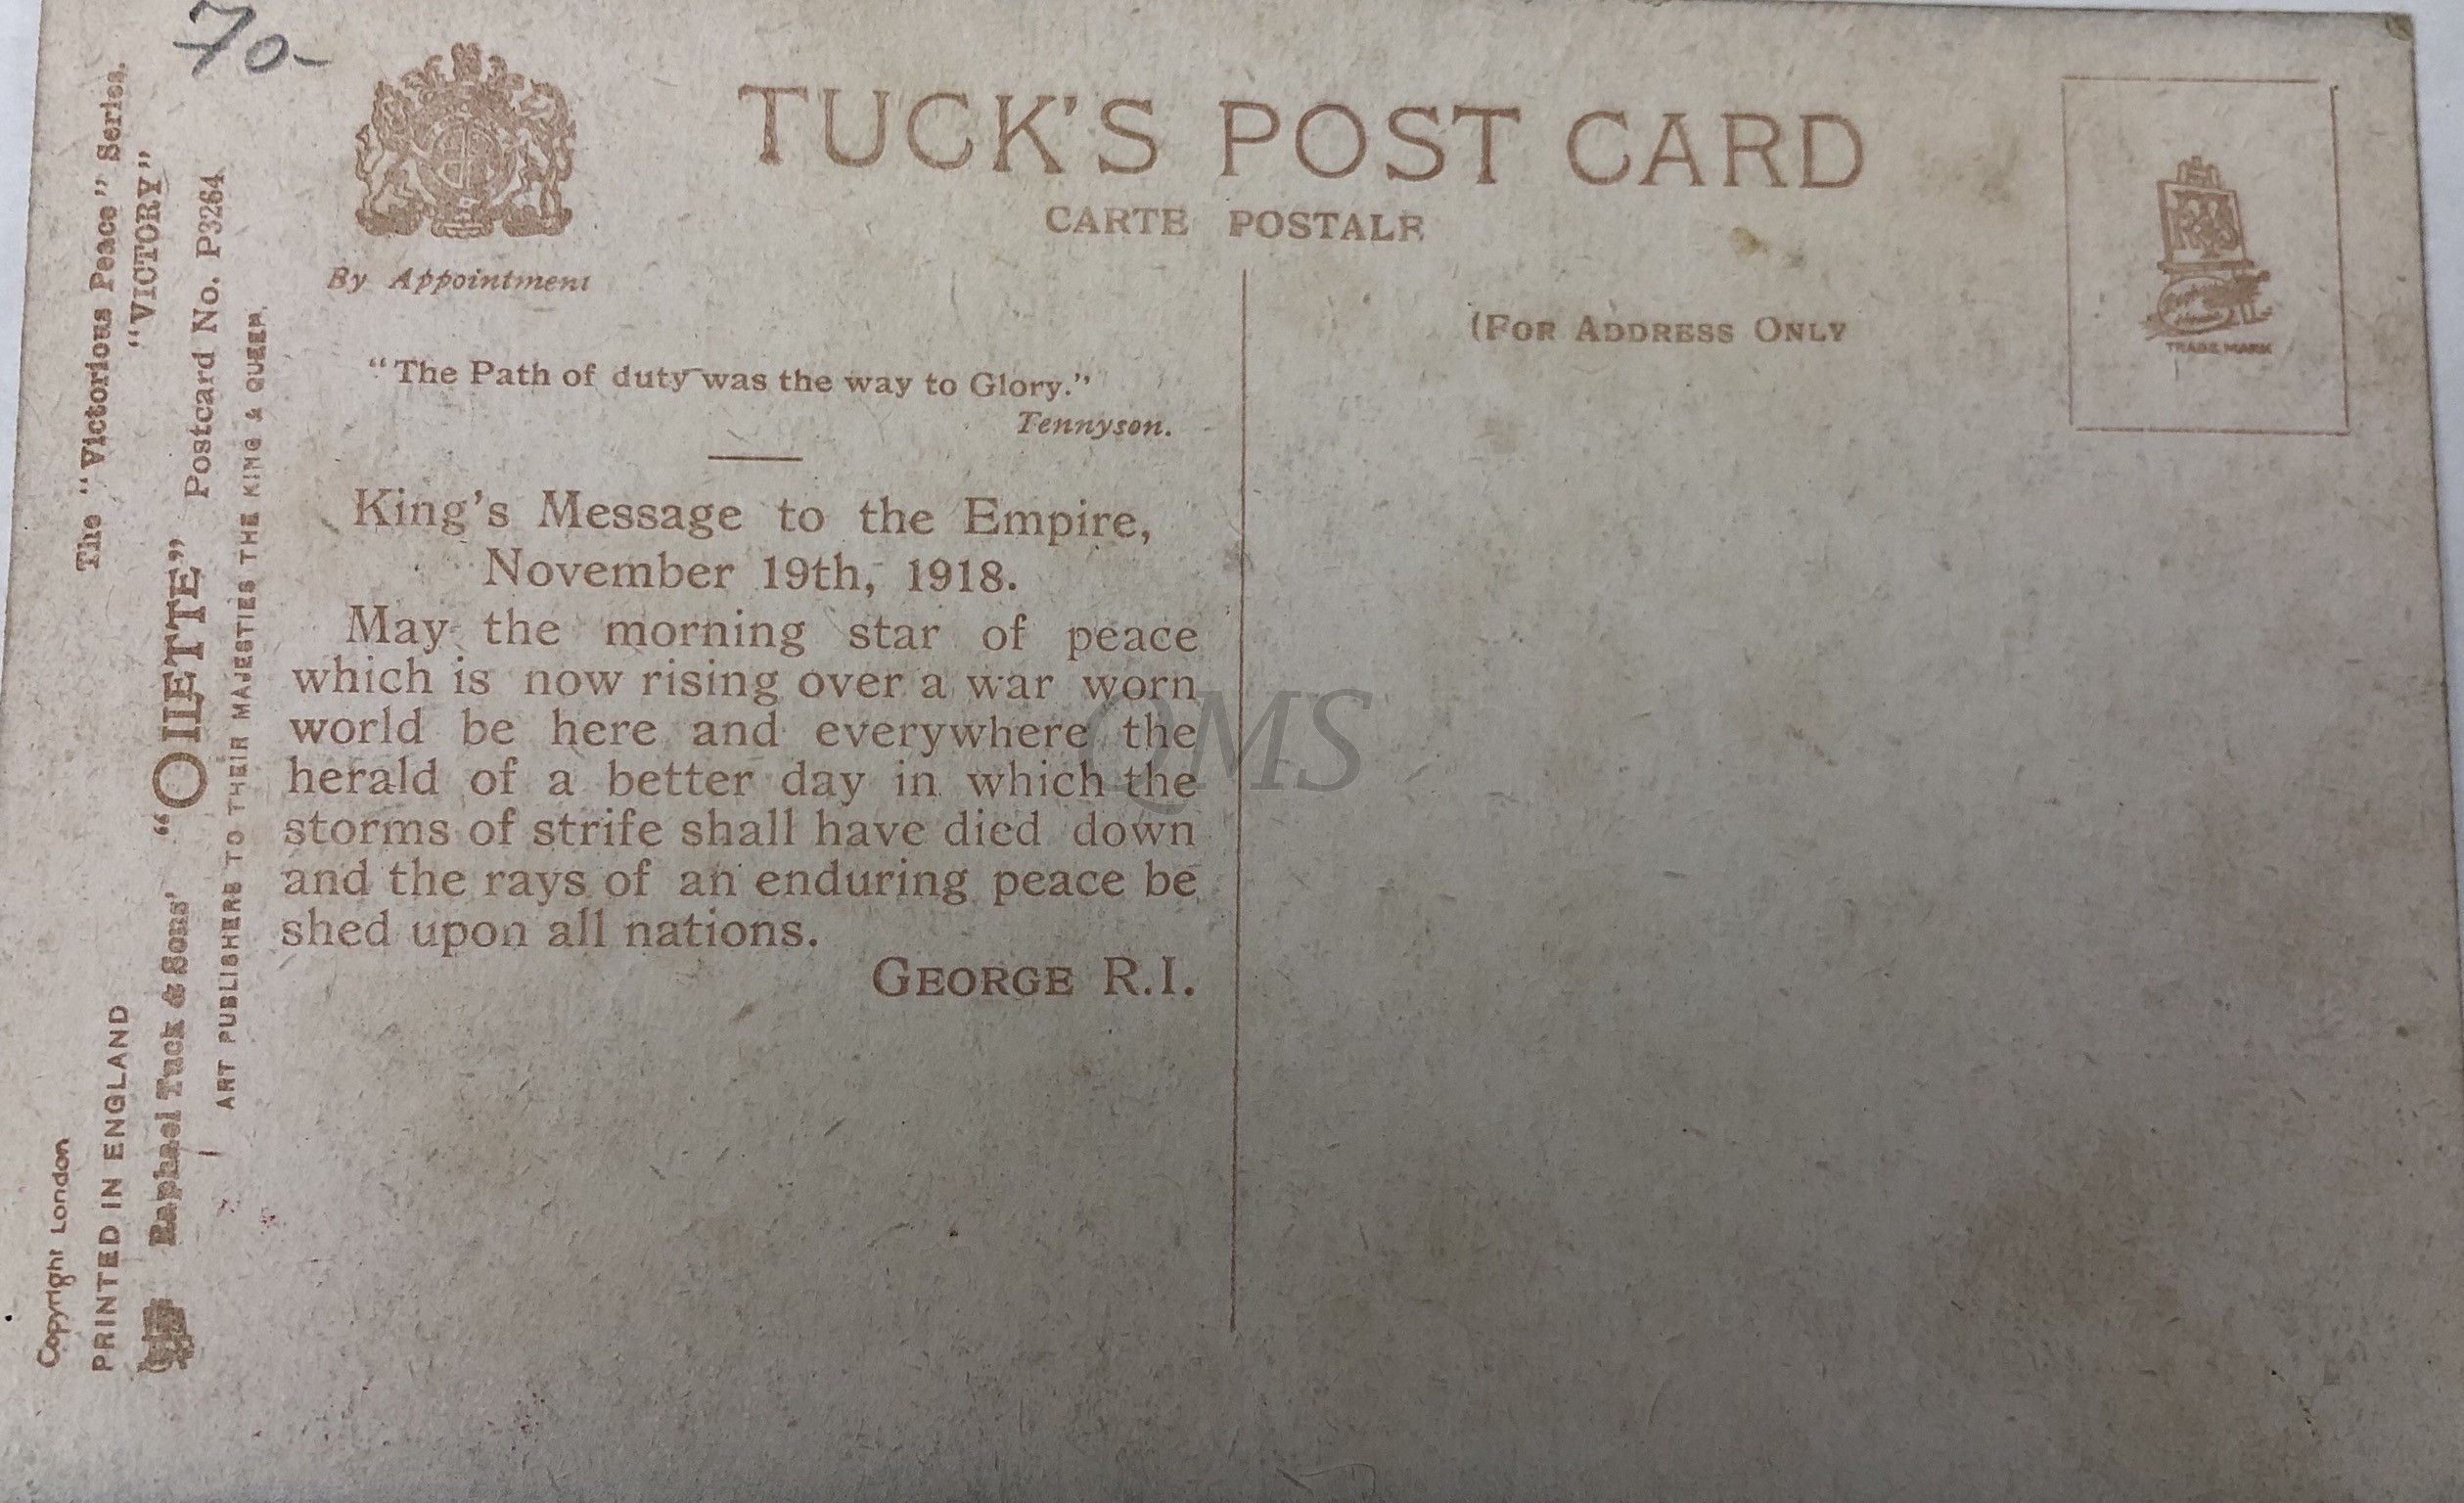 70-
TUCK'S POST CARD
CARTE POSTALE
By Appointment
(FOR ADDRESS ONLY
TRADE MARK
"The Path of duty was the way to Glory."
Tennyson.
King's Message to the Empire,
November 19th, 1918.
May the morning star of peace
which is now rising over a war worn
world be here and everywhere the
herald of a better day in which the
storms of strife shall have died down
and the rays of an enduring peace be
shed upon all nations.
GEORGE R.I.
QMS
Copyright London
PRINTED IN ENGLAND
The "Victorious Peace" Series.
"VICTORY"
Raphael Tuck & Sons' "OILETTE" Postcard No. P3264
ART PUBLISHERS TO THEIR MAJESTIES THE KING & QUEEN.